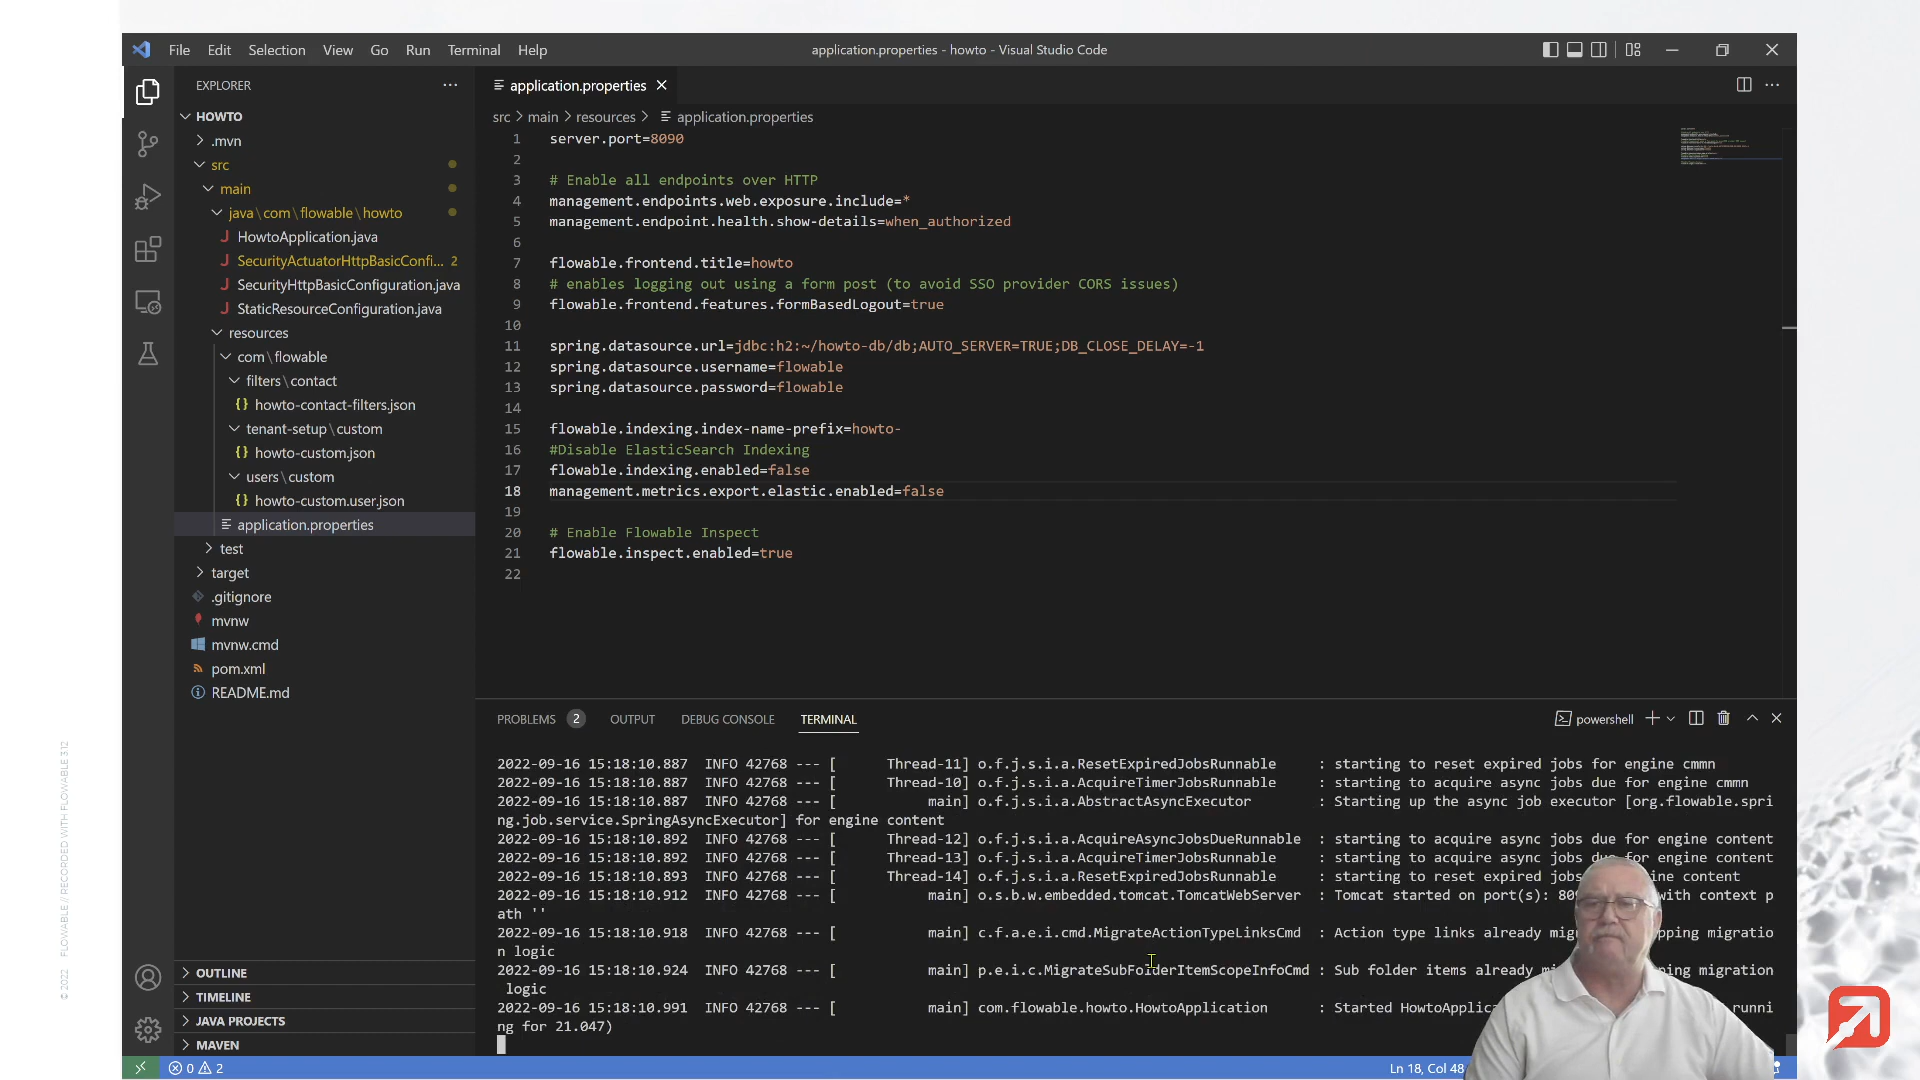 File Edit Selection View Go Run Terminal Help
application.properties - howto - Visual Studio Code
EXPLORER
HOWTO
.mvn
src
main
java\com\flowable\howto
HowtoApplication.java
SecurityActuatorHttpBasicConfi... 2
SecurityHttpBasicConfiguration.java
StaticResourceConfiguration.java
resources
com\flowable
filters\contact
howto-contact-filters.json
tenant-setup\custom
howto-custom.json
users\custom
howto-custom.user.json
application.properties
test
target
.gitignore
mvnw
mvnw.cmd
pom.xml
README.md
OUTLINE
TIMELINE
JAVA PROJECTS
MAVEN
application.properties
src > main > resources > application.properties
1 server.port=8090
2
3 # Enable all endpoints over HTTP
4 management.endpoints.web.exposure.include=*
5 management.endpoint.health.show-details=when_authorized
6
7 flowable.frontend.title=howto
8 # enables logging out using a form post (to avoid SSO provider CORS issues)
9 flowable.frontend.features.formBasedLogout=true
10
11 spring.datasource.url=jdbc:h2:~/howto-db/db;AUTO_SERVER=TRUE;DB_CLOSE_DELAY=-1
12 spring.datasource.username=flowable
13 spring.datasource.password=flowable
14
15 flowable.indexing.index-name-prefix=howto-
16 #Disable ElasticSearch Indexing
17 flowable.indexing.enabled=false
18 management.metrics.export.elastic.enabled=false
19
20 # Enable Flowable Inspect
21 flowable.inspect.enabled=true
22
PROBLEMS 2 OUTPUT DEBUG CONSOLE TERMINAL
powershell
2022-09-16 15:18:10.887 INFO 42768 --- [ Thread-11] o.f.j.s.i.a.ResetExpiredJobsRunnable : starting to reset expired jobs for engine cmmn
2022-09-16 15:18:10.887 INFO 42768 --- [ Thread-10] o.f.j.s.i.a.AcquireTimerJobsRunnable : starting to acquire async jobs due for engine cmmn
2022-09-16 15:18:10.887 INFO 42768 --- [ main] o.f.j.s.i.a.AbstractAsyncExecutor : Starting up the async job executor [org.flowable.spri
ng.job.service.SpringAsyncExecutor] for engine content
2022-09-16 15:18:10.892 INFO 42768 --- [ Thread-12] o.f.j.s.i.a.AcquireAsyncJobsDueRunnable : starting to acquire async jobs due for engine content
2022-09-16 15:18:10.892 INFO 42768 --- [ Thread-13] o.f.j.s.i.a.AcquireTimerJobsRunnable : starting to acquire async jobs due for engine content
2022-09-16 15:18:10.893 INFO 42768 --- [ Thread-14] o.f.j.s.i.a.ResetExpiredJobsRunnable : starting to reset expired jobs engine content
2022-09-16 15:18:10.912 INFO 42768 --- [ main] o.s.b.w.embedded.tomcat.TomcatWebServer : Tomcat started on port(s): with context p
ath ''
2022-09-16 15:18:10.918 INFO 42768 --- [ main] c.f.a.e.i.cmd.MigrateActionTypeLinksCmd : Action type links already migratio
n logic
2022-09-16 15:18:10.924 INFO 42768 --- [ main] p.e.i.c.MigrateSubFolderItemScopeInfoCmd : Sub folder items already migration
logic
2022-09-16 15:18:10.991 INFO 42768 --- [ main] com.flowable.howto.HowtoApplication : Started runni
ng for 21.047)
0 2
Ln 18, Col 48
© 2022 FLOWABLE // RECORDED WITH FLOWABLE 3.12